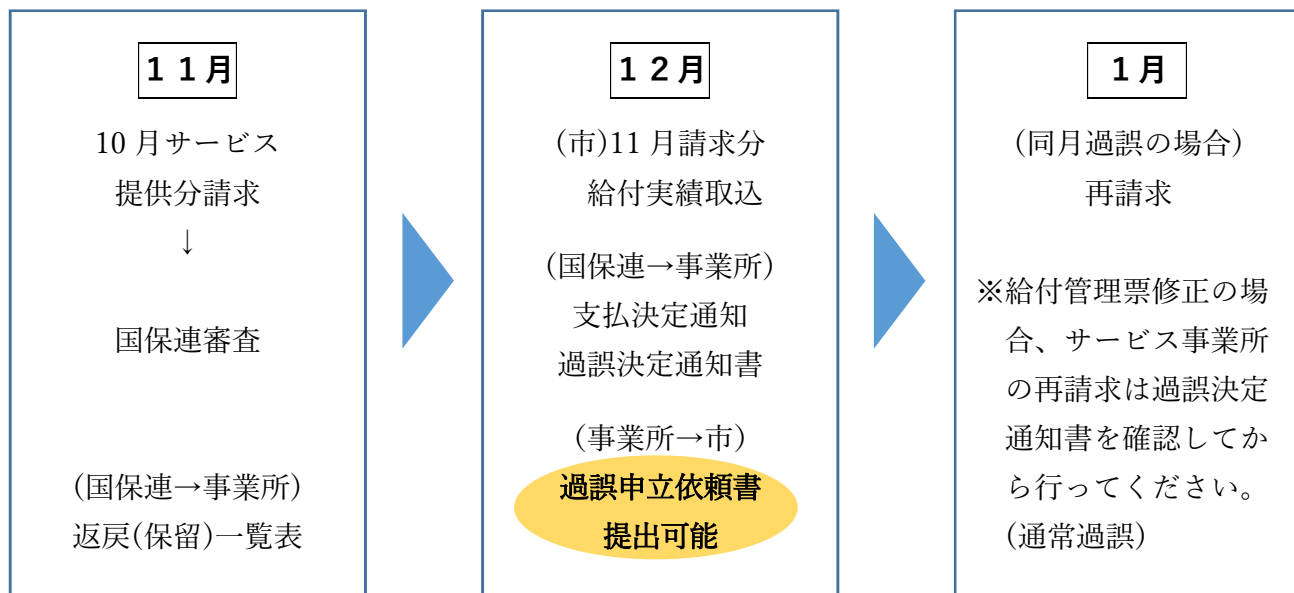 １１月
10月サービス
提供分請求
↓
国保連審査
(国保連→事業所)
返戻(保留)一覧表
１２月
(市)11月請求分
給付実績取込
(国保連→事業所)
支払決定通知
過誤決定通知書
(事業所→市)
過誤申立依頼書
提出可能
１月
(同月過誤の場合)
再請求
※給付管理票修正の場
合、サービス事業所
の再請求は過誤決定
通知書を確認してか
ら行ってください。
(通常過誤)